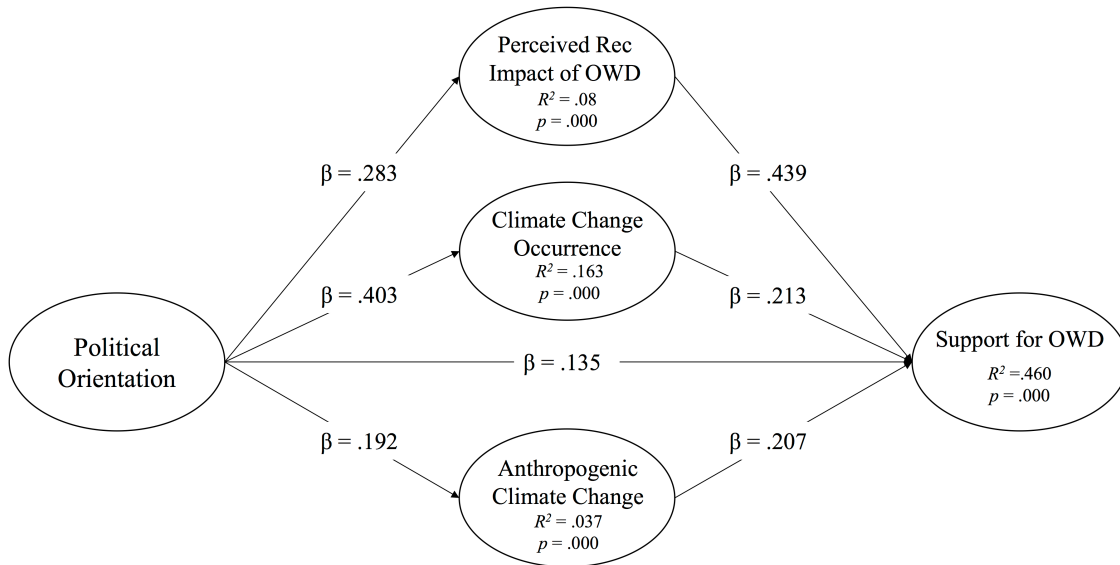 Perceived Rec
Impact of OWD
R² = .08
p = .000
β = .283
β = .439
Climate Change
Occurrence
R² = .163
p = .000
β = .403
β = .213
Political
Orientation
β = .135
Support for OWD
R² =.460
p = .000
β = .192
β = .207
Anthropogenic
Climate Change
R² = .037
p = .000